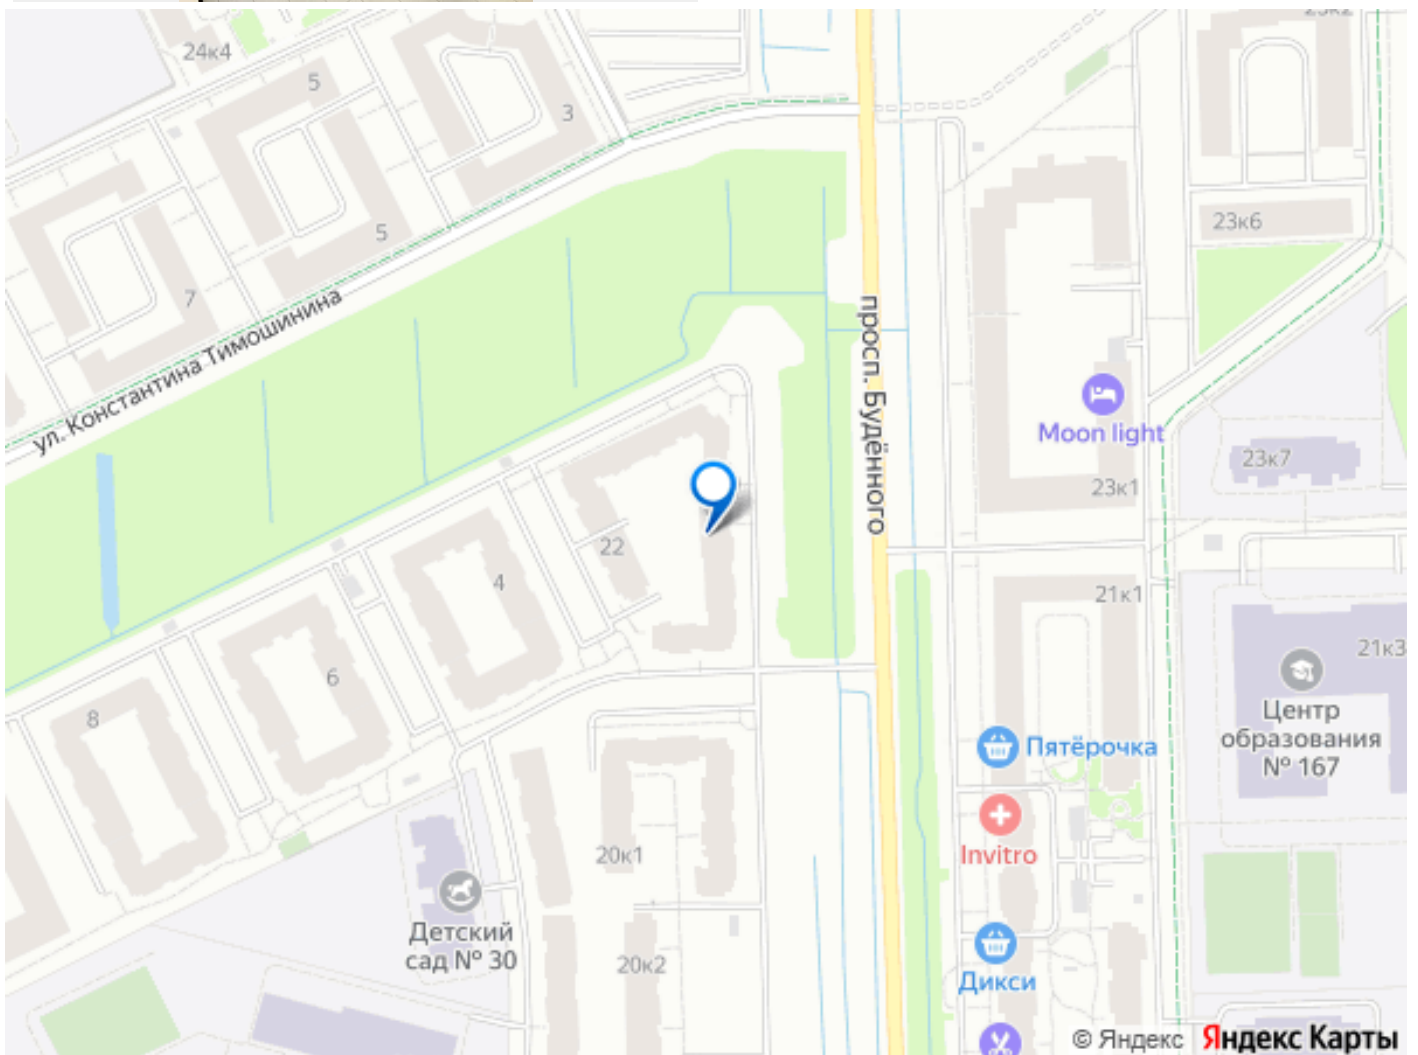 24к4
5
3
23к6
5
7
ул. Константина Тимошинина
просп. Будённого
Moon light
23к7
23к1
22
4
21к1
6
21к3
8
Центр
образования
№ 167
Пятёрочка
20к1
Invitro
Детский
сад № 30
20к2
Дикси
© Яндекс Яндекс Карты